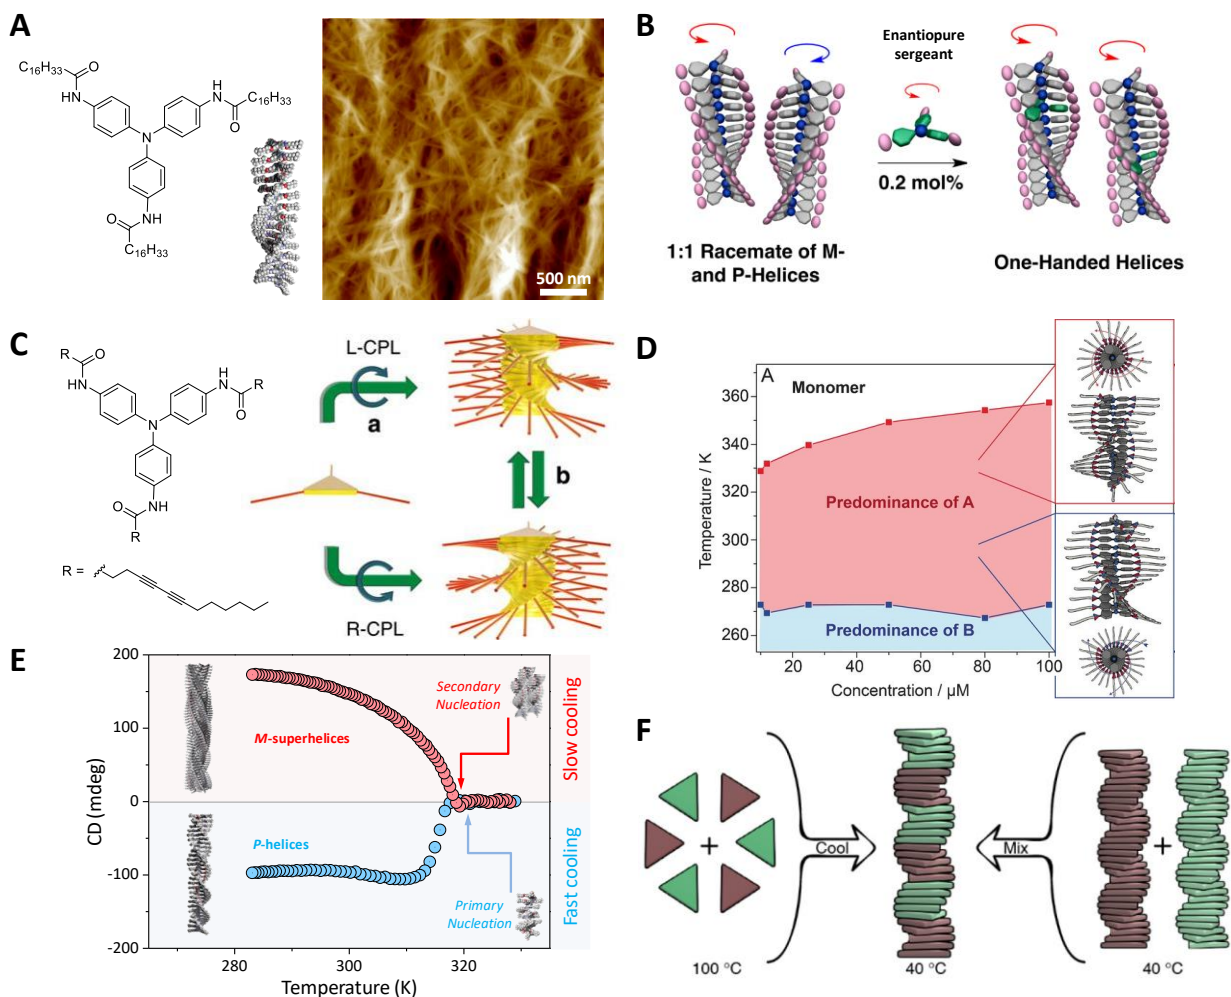 A
C16H33
O
NH
H
N
C16H33
O
N
NH
O
C16H33
500 nm
B
Enantiopure
sergeant
0.2 mol%
1:1 Racemate of M-
and P-Helices
One-Handed Helices
C
R
O
NH
H
N
R
O
N
NH
O
R
R =
L-CPL
a
b
R-CPL
D
A
Monomer
Predominance of A
Predominance of B
Temperature / K
360
340
320
300
280
260
20
40
60
80
100
Concentration / µM
E
200
100
0
-100
-200
CD (mdeg)
Secondary
Nucleation
M-superhelices
P-helices
Primary
Nucleation
Slow cooling
Fast cooling
280
300
320
Temperature (K)
F
+
Cool
Mix
+
100 °C
40 °C
40 °C